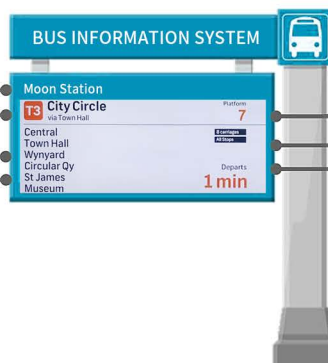 BUS INFORMATION SYSTEM
Moon Station
T3 City Circle
via Town Hall
Platform
7
Central
Town Hall
Wynyard
Circular Qy
St James
Museum
8 carriages
All Stops
Departs
1 min